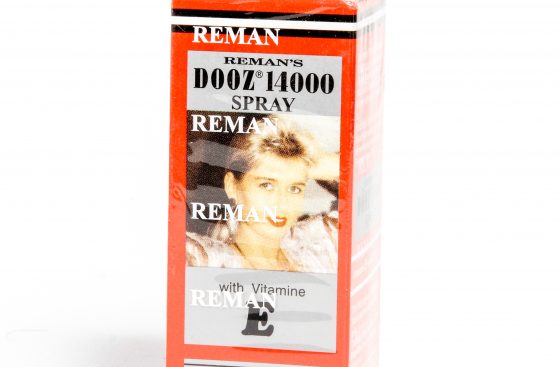 REMAN
REMAN'S
DOOZ® 14000
SPRAY
REMAN
REMAN
with Vitamine
REMAN
E